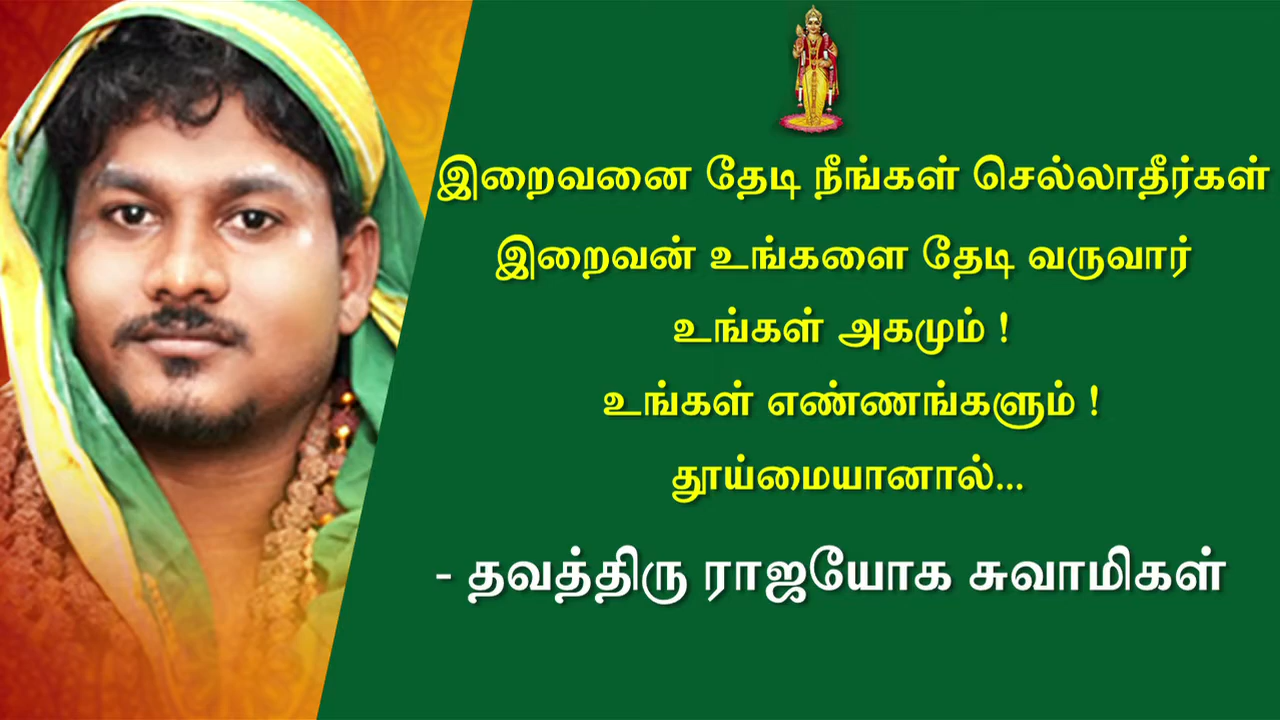 இறைவனை தேடி நீங்கள் செல்லாதீர்கள்
இறைவன் உங்களை தேடி வருவார்
உங்கள் அகமும் !
உங்கள் எண்ணங்களும் !
தூய்மையானால்...
- தவத்திரு ராஜயோக சுவாமிகள்